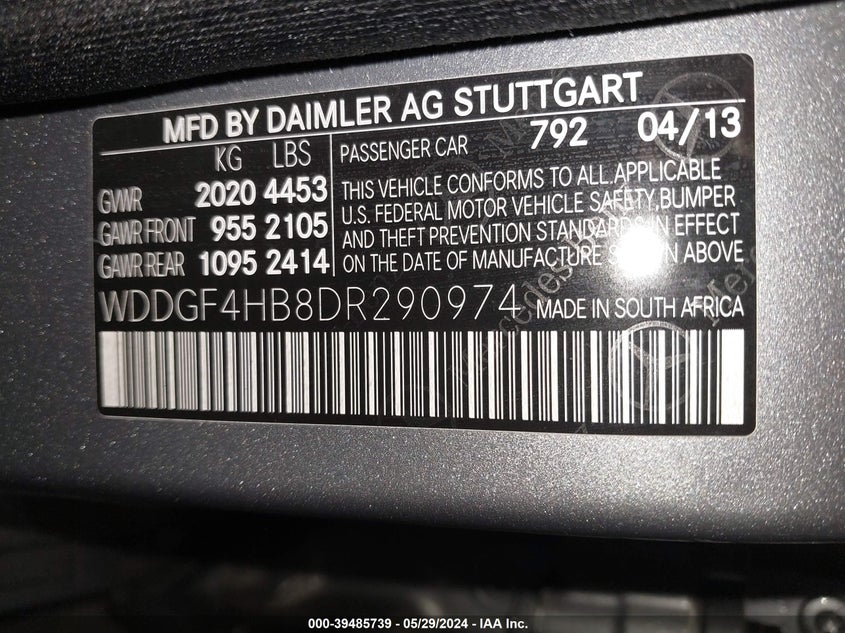 MFD BY DAIMLER AG STUTTGART
KG LBS
GVWR 2020 4453
GAWR FRONT 955 2105
GAWR REAR 1095 2414
PASSENGER CAR 792 04/13
THIS VEHICLE CONFORMS TO ALL APPLICABLE
U.S. FEDERAL MOTOR VEHICLE SAFETY, BUMPER
AND THEFT PREVENTION STANDARDS IN EFFECT
ON THE DATE OF MANUFACTURE SHOWN ABOVE
WDDGF4HB8DR290974 MADE IN SOUTH AFRICA
Mercedes-Benz
000-39485739 - 05/29/2024 - IAA Inc.